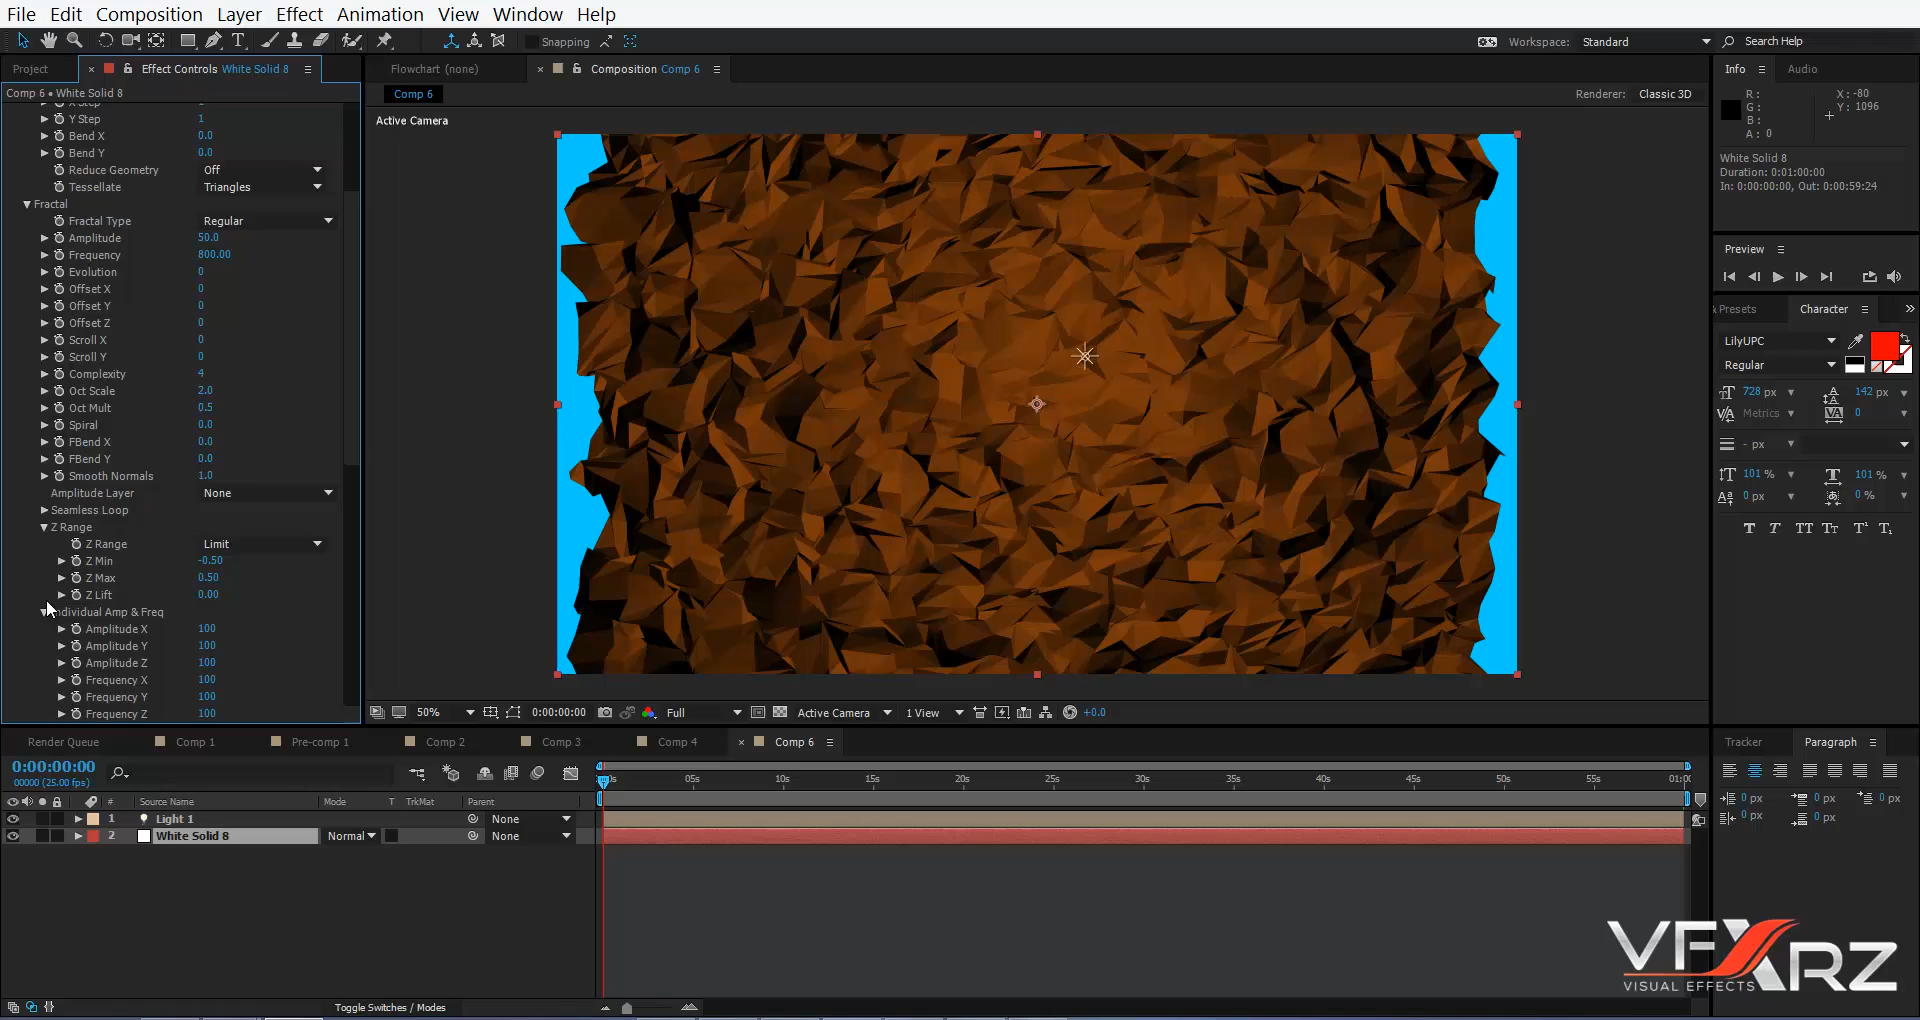 File Edit Composition Layer Effect Animation View Window Help
Snapping
Workspace: Standard
Search Help
Project
× Effect Controls White Solid 8
Flowchart (none)
× Composition Comp 6
Info Audio
Comp 6 • White Solid 8
Comp 6
Renderer: Classic 3D
Active Camera
R :
G :
B :
A : 0
X : -80
Y : 1096
White Solid 8
Duration: 0:01:00:00
In: 0:00:00:00, Out: 0:00:59:24
X Step 1
Y Step 1
Bend X 0.0
Bend Y 0.0
Reduce Geometry Off
Tessellate Triangles
Fractal
Fractal Type Regular
Amplitude 50.0
Frequency 800.00
Evolution 0
Offset X 0
Offset Y 0
Offset Z 0
Scroll X 0
Scroll Y 0
Complexity 4
Oct Scale 2.0
Oct Mult 0.5
Spiral 0.0
FBend X 0.0
FBend Y 0.0
Smooth Normals 1.0
Amplitude Layer None
Seamless Loop
Z Range
Z Range Limit
Z Min -0.50
Z Max 0.50
Z Lift 0.00
ndividual Amp & Freq
Amplitude X 100
Amplitude Y 100
Amplitude Z 100
Frequency X 100
Frequency Y 100
Frequency Z 100
Preview
Presets Character
LilyUPC
Regular
728 px 142 px
Metrics 0
- px
101 % 101 %
0 px 0 %
T T TT Tt T¹ T₁
50% 0:00:00:00 Full Active Camera 1 View +0.0
Render Queue Comp 1 Pre-comp 1 Comp 2 Comp 3 Comp 4 × Comp 6
Tracker Paragraph
0:00:00:00
00000 (25.00 fps)
05s 10s 15s 20s 25s 30s 35s 40s 45s 50s 55s 01:00
# Source Name Mode T TrkMat Parent
1 Light 1 None
2 White Solid 8 Normal None
0 px 0 px 0 px
0 px 0 px
Toggle Switches / Modes
VFXARZ
VISUAL EFFECTS